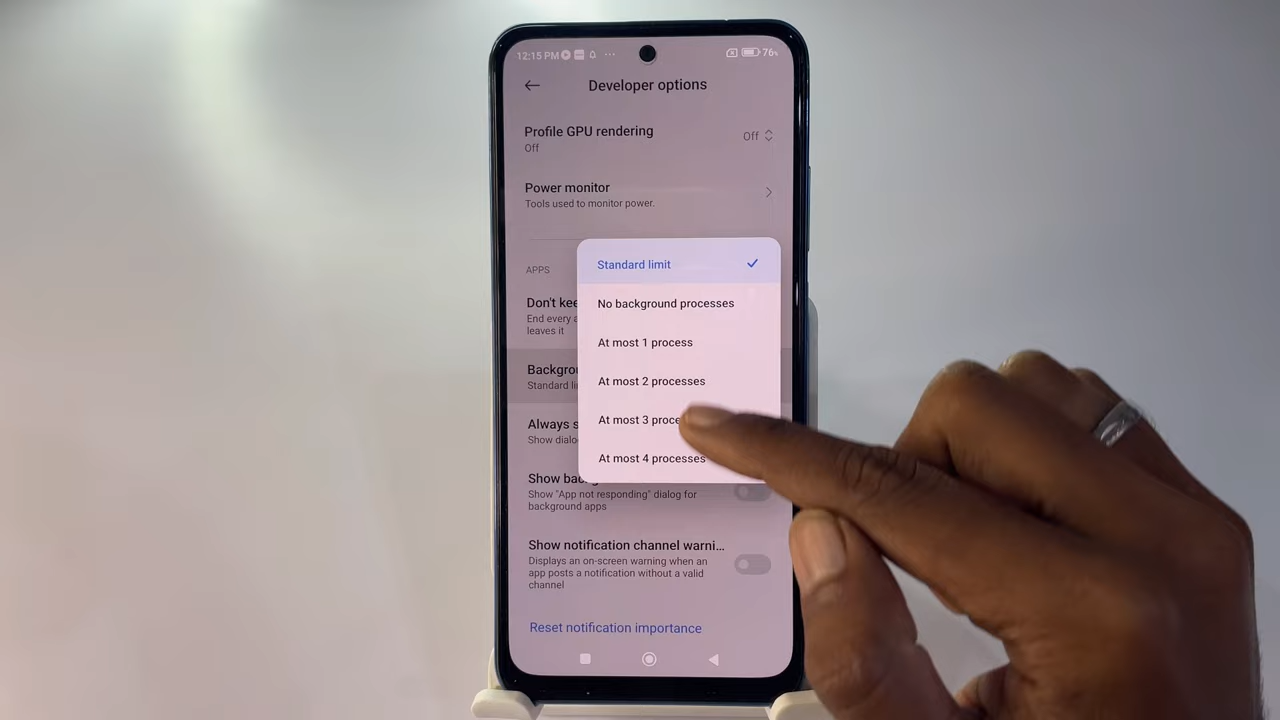 12:15 PM
76%
Developer options
Profile GPU rendering
Off
Off
Power monitor
Tools used to monitor power.
APPS
Standard limit
No background processes
At most 1 process
At most 2 processes
At most 3 proce
At most 4 processes
Don't kee
End every a
leaves it
Backgrou
Standard li
Always s
Show dialo
Show bac
Show "App not responding" dialog for
background apps
Show notification channel warni...
Displays an on-screen warning when an
app posts a notification without a valid
channel
Reset notification importance